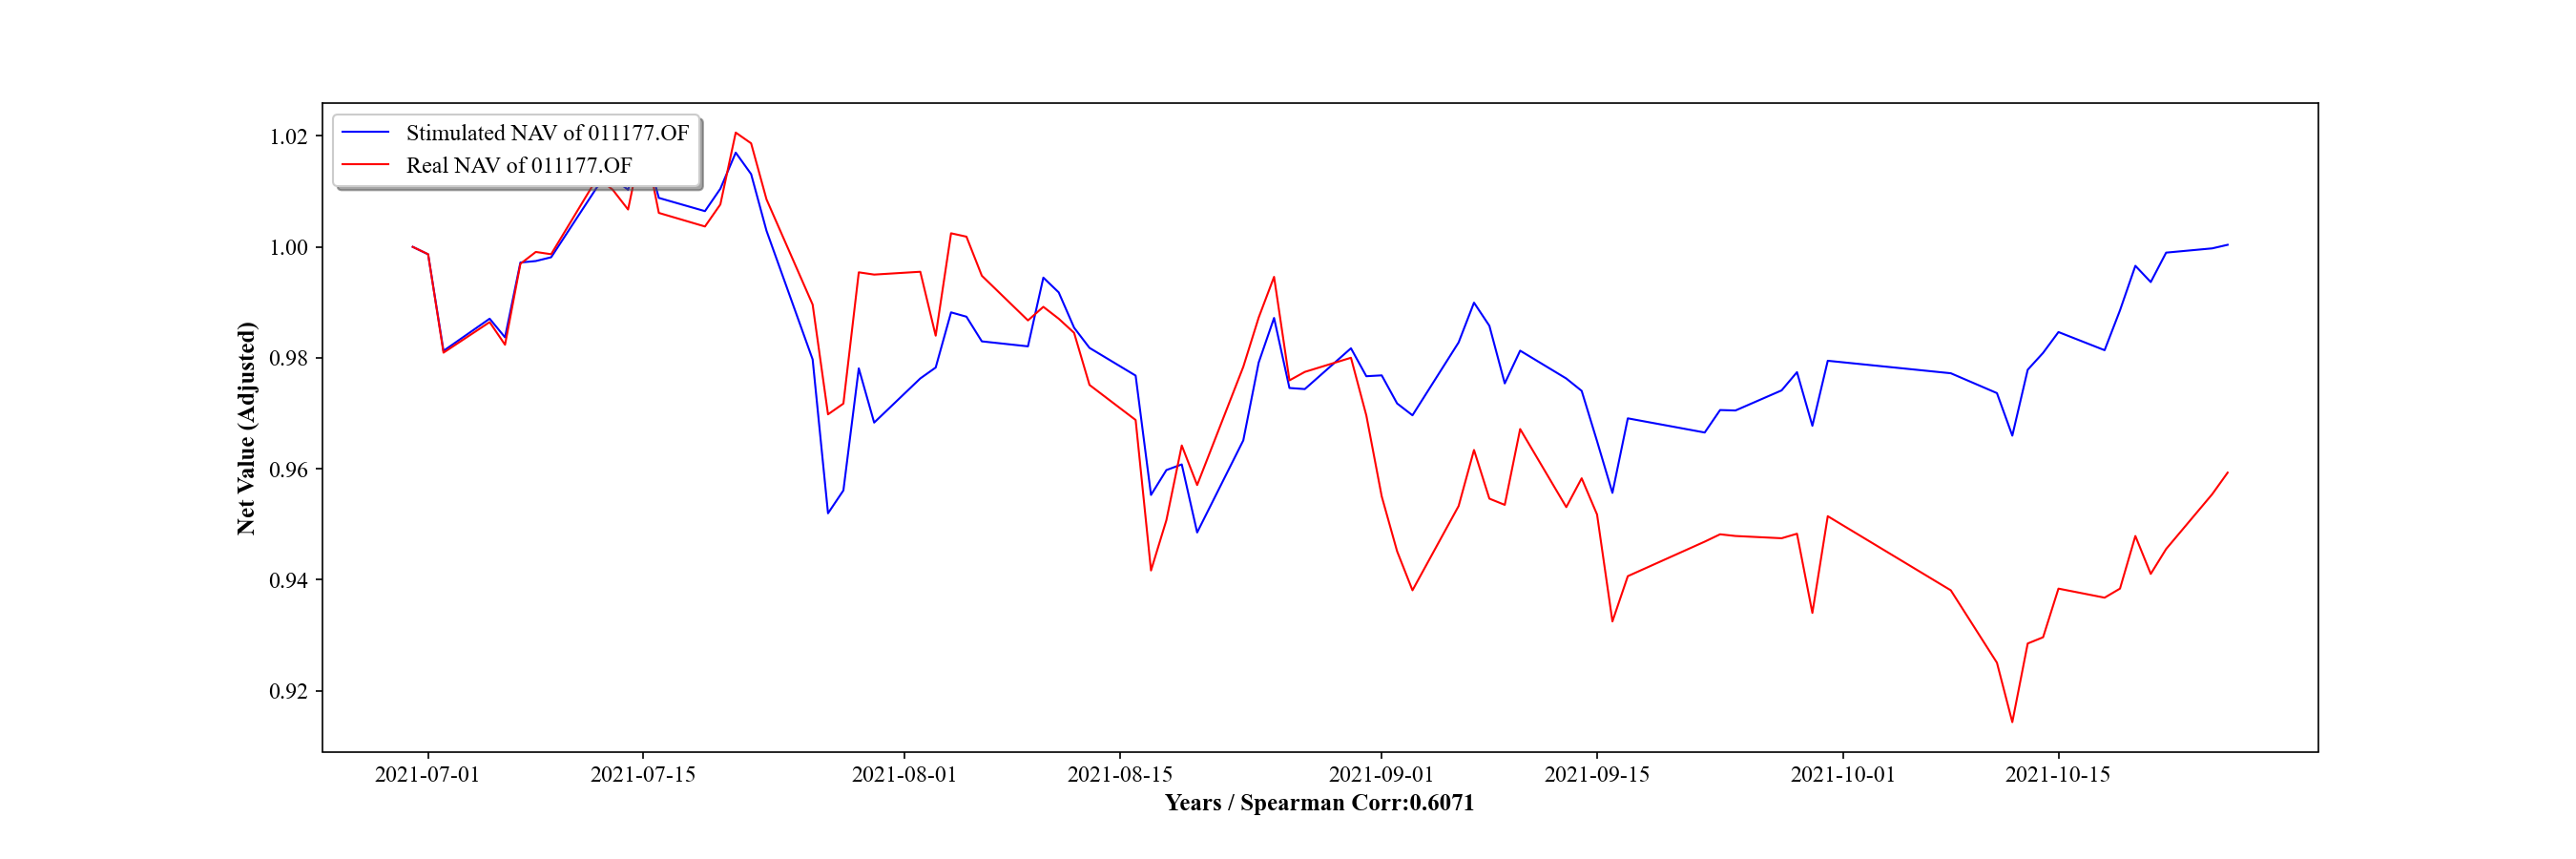 Stimulated NAV of 011177.OF
Real NAV of 011177.OF
1.02
1.00
0.98
0.96
0.94
0.92
Net Value (Adjusted)
2021-07-01 2021-07-15 2021-08-01 2021-08-15 2021-09-01 2021-09-15 2021-10-01 2021-10-15
Years / Spearman Corr:0.6071